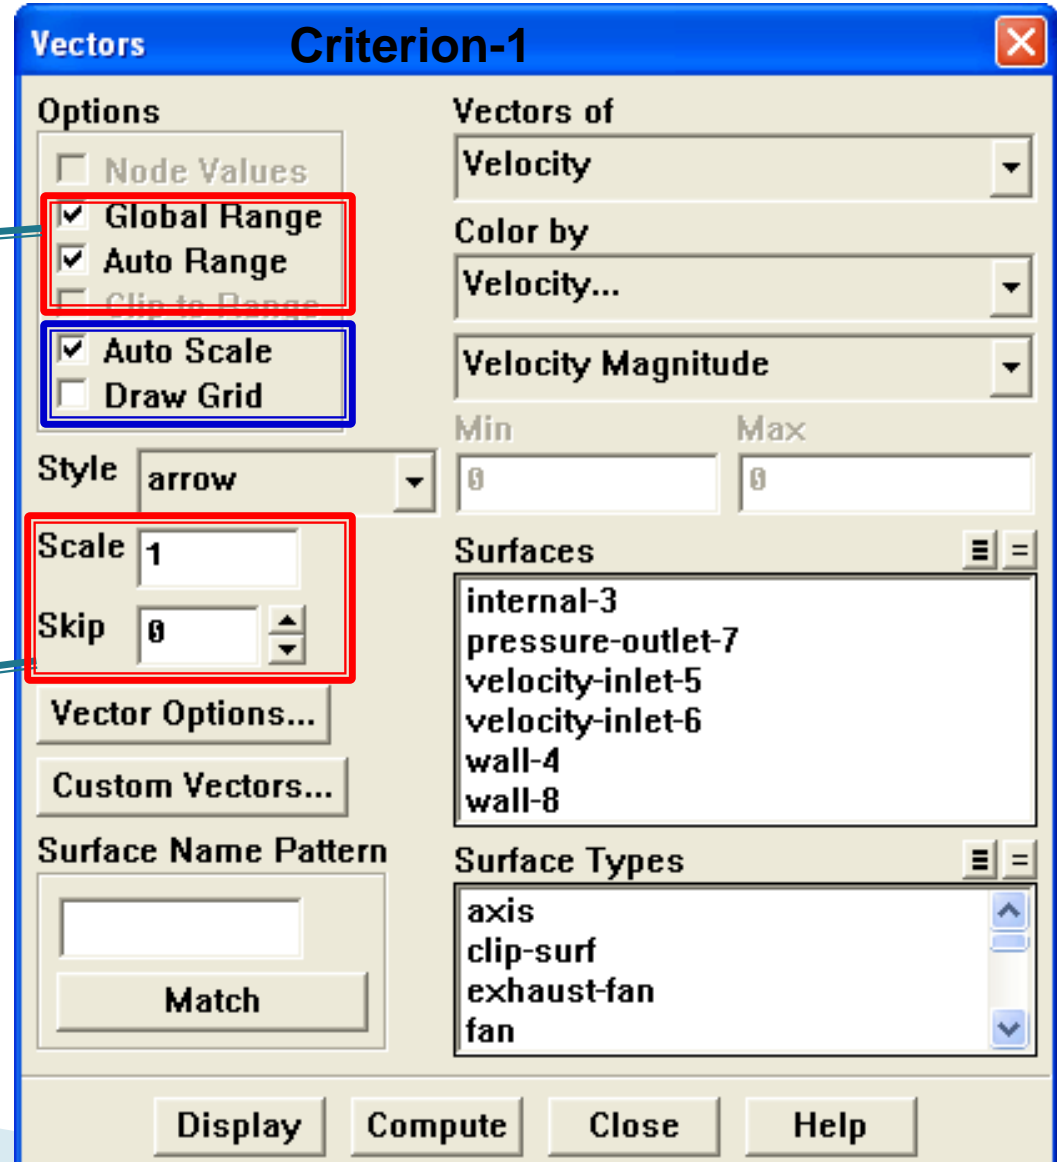 Vectors
Criterion-1
Options
Node Values
Global Range
Auto Range
Clip to Range
Auto Scale
Draw Grid
Style arrow
Scale 1
Skip 0
Vector Options...
Custom Vectors...
Surface Name Pattern
Match
Vectors of
Velocity
Color by
Velocity...
Velocity Magnitude
Min Max
0 0
Surfaces
internal-3
pressure-outlet-7
velocity-inlet-5
velocity-inlet-6
wall-4
wall-8
Surface Types
axis
clip-surf
exhaust-fan
fan
Display Compute Close Help